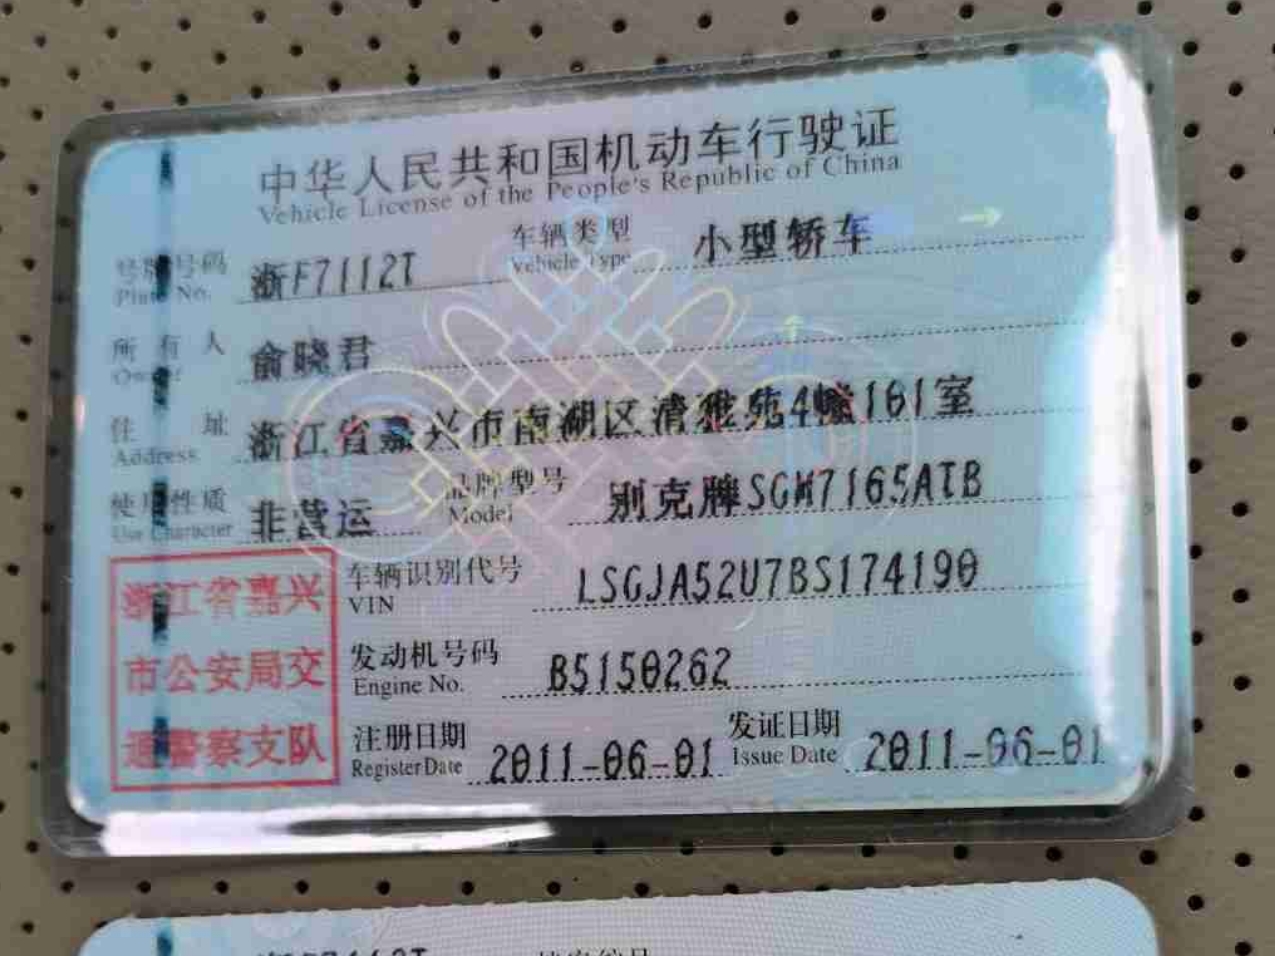 中华人民共和国机动车行驶证
Vehicle License of the People's Republic of China
号牌号码 浙F7112T 车辆类型 小型轿车
Plate No. Vehicle Type
所有人 俞晓君
Owner
住址 浙江省嘉兴市南湖区清雅苑4幢101室
Address
使用性质 非营运 品牌型号 别克牌SGM7165ATB
Use Character Model
浙江省嘉兴
市公安局交
通警察支队
车辆识别代号 LSGJA52U7BS174190
VIN
发动机号码 B5150262
Engine No.
注册日期 2011-06-01 发证日期 2011-06-01
Register Date Issue Date